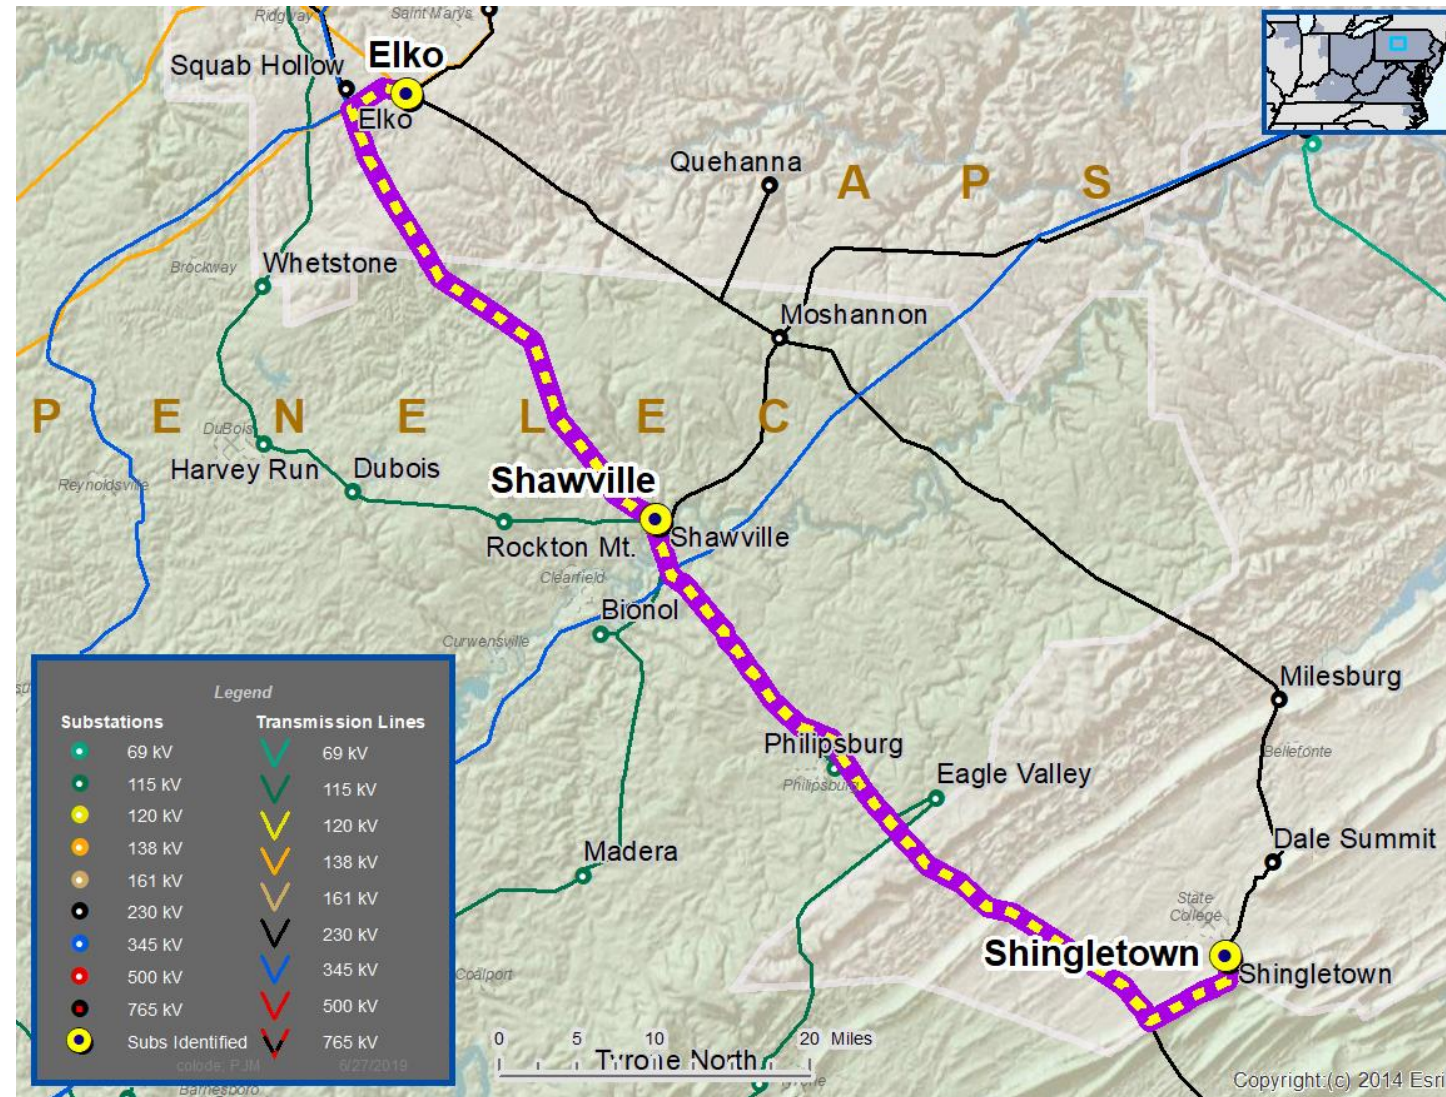 Ridgway
Saint Marys
Elko
Squab Hollow
Elko
Quehanna
A P S
Brockway
Whetstone
Moshannon
P E N E L E C
DuBois
Harvey Run
Dubois
Reynoldsville
Shawville
Rockton Mt.
Shawville
Clearfield
Bionol
Curwensville
Milesburg
Philipsburg
Bellefonte
Philipsburg
Eagle Valley
Madera
Dale Summit
State
College
Shingletown
Shingletown
Coalport
0 5 10 20 Miles
Tyrone North
Tyrone
Barnesboro
Copyright:(c) 2014 Esri
Legend
Substations Transmission Lines
69 kV 69 kV
115 kV 115 kV
120 kV 120 kV
138 kV 138 kV
161 kV 161 kV
230 kV 230 kV
345 kV 345 kV
500 kV 500 kV
765 kV 765 kV
Subs Identified
colode: PJM 6/27/2019